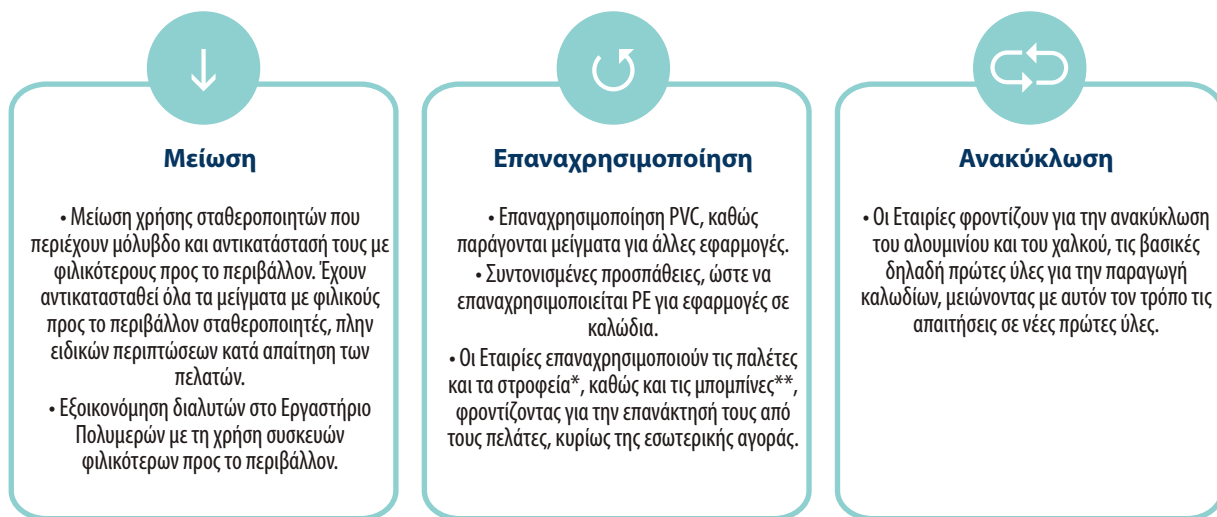 Μείωση
• Μείωση χρήσης σταθεροποιητών που
περιέχουν μόλυβδο και αντικατάστασή τους με
φιλικότερους προς το περιβάλλον. Έχουν
αντικατασταθεί όλα τα μείγματα με φιλικούς
προς το περιβάλλον σταθεροποιητές, πλην
ειδικών περιπτώσεων κατά απαίτηση των
πελατών.
• Εξοικονόμηση διαλυτών στο Εργαστήριο
Πολυμερών με τη χρήση συσκευών
φιλικότερων προς το περιβάλλον.
Επαναχρησιμοποίηση
• Επαναχρησιμοποίηση PVC, καθώς
παράγονται μείγματα για άλλες εφαρμογές.
• Συντονισμένες προσπάθειες, ώστε να
επαναχρησιμοποιείται PE για εφαρμογές σε
καλώδια.
• Οι Εταιρίες επαναχρησιμοποιούν τις παλέτες
και τα στροφεία*, καθώς και τις μπομπίνες**,
φροντίζοντας για την επανάκτησή τους από
τους πελάτες, κυρίως της εσωτερικής αγοράς.
Ανακύκλωση
• Οι Εταιρίες φροντίζουν για την ανακύκλωση
του αλουμινίου και του χαλκού, τις βασικές
δηλαδή πρώτες ύλες για την παραγωγή
καλωδίων, μειώνοντας με αυτόν τον τρόπο τις
απαιτήσεις σε νέες πρώτες ύλες.